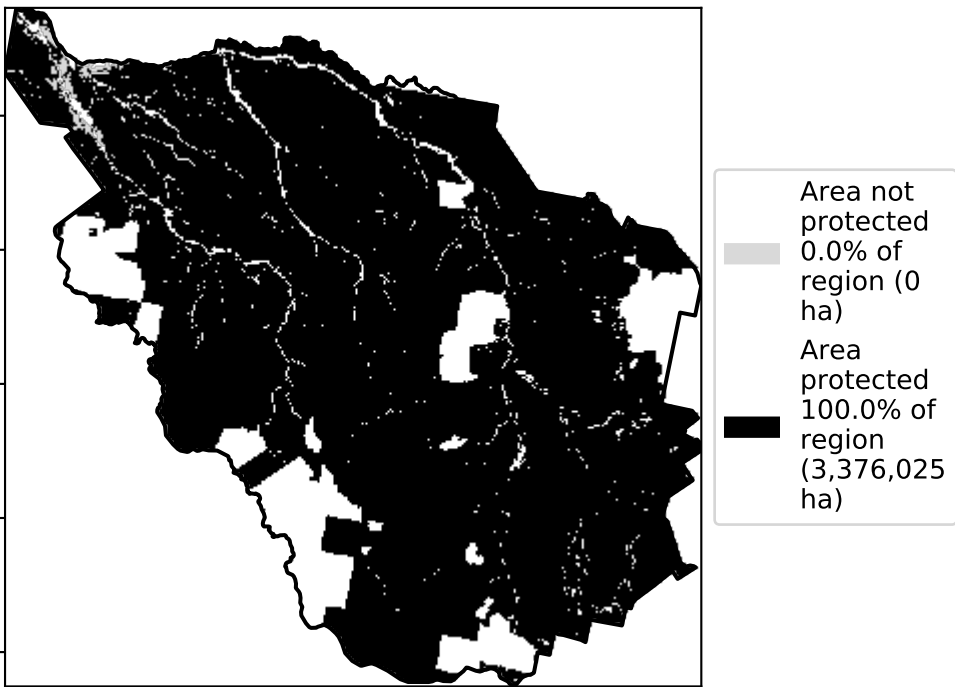 Area not
protected
0.0% of
region (0
ha)
Area
protected
100.0% of
region
(3,376,025
ha)